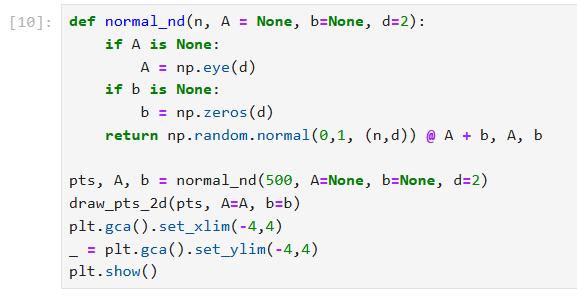 [10]: def normal_nd(n, A = None, b=None, d=2):
    if A is None:
        A = np.eye(d)
    if b is None:
        b = np.zeros(d)
    return np.random.normal(0,1, (n,d)) @ A + b, A, b

pts, A, b = normal_nd(500, A=None, b=None, d=2)
draw_pts_2d(pts, A=A, b=b)
plt.gca().set_xlim(-4,4)
_ = plt.gca().set_ylim(-4,4)
plt.show()